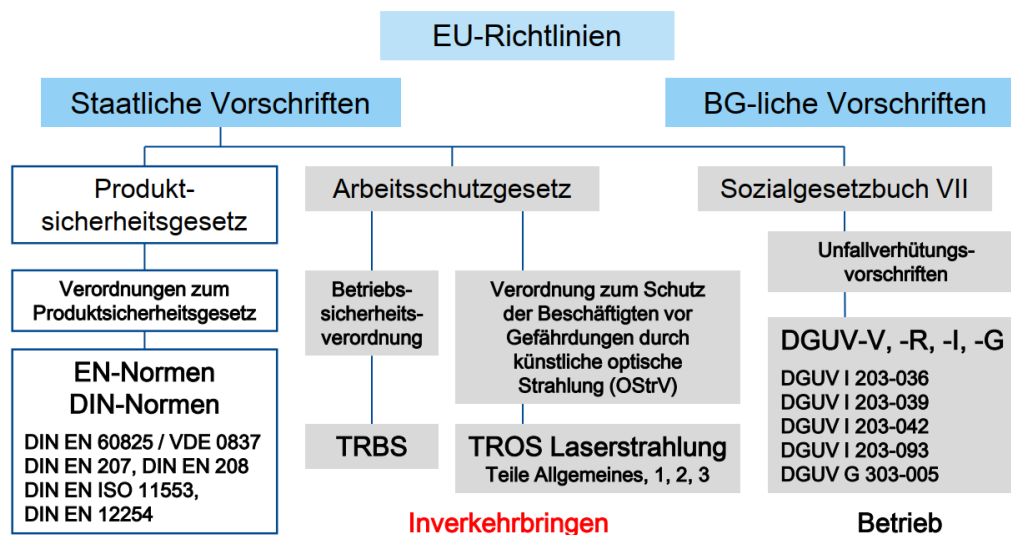 EU-Richtlinien
Staatliche Vorschriften
BG-liche Vorschriften
Produkt-
sicherheitsgesetz
Arbeitsschutzgesetz
Sozialgesetzbuch VII
Verordnungen zum
Produktsicherheitsgesetz
Betriebs-
sicherheits-
verordnung
Verordnung zum Schutz
der Beschäftigten vor
Gefährdungen durch
künstliche optische
Strahlung (OStrV)
Unfallverhütungs-
vorschriften
EN-Normen
DIN-Normen
DIN EN 60825 / VDE 0837
DIN EN 207, DIN EN 208
DIN EN ISO 11553,
DIN EN 12254
TRBS
TROS Laserstrahlung
Teile Allgemeines, 1, 2, 3
DGUV-V, -R, -I, -G
DGUV I 203-036
DGUV I 203-039
DGUV I 203-042
DGUV I 203-093
DGUV G 303-005
Inverkehrbringen
Betrieb